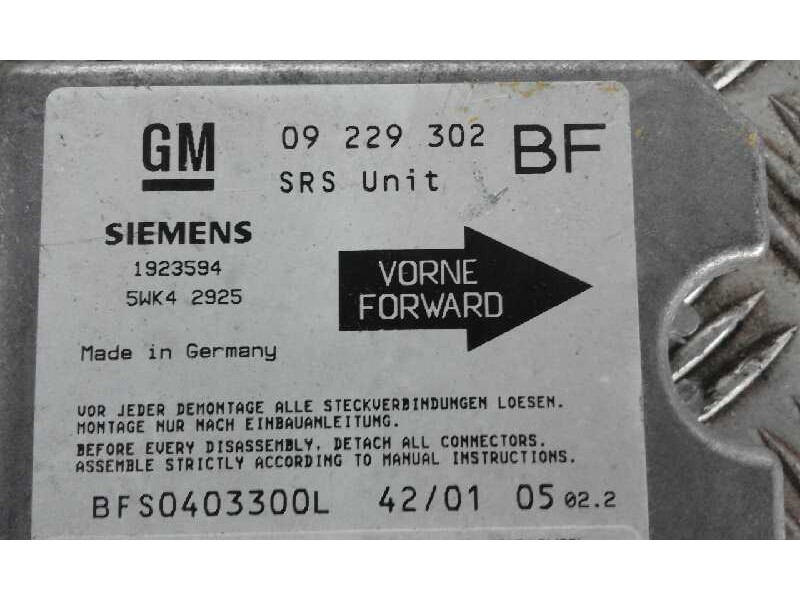 GM 09 229 302 BF
SRS Unit
SIEMENS
1923594
5WK4 2925
VORNE
FORWARD
Made in Germany
VOR JEDER DEMONTAGE ALLE STECKVERBINDUNGEN LOESEN.
MONTAGE NUR NACH EINBAUANLEITUNG.
BEFORE EVERY DISASSEMBLY, DETACH ALL CONNECTORS.
ASSEMBLE STRICTLY ACCORDING TO MANUAL INSTRUCTIONS.
BFS0403300L 42/01 05 02.2